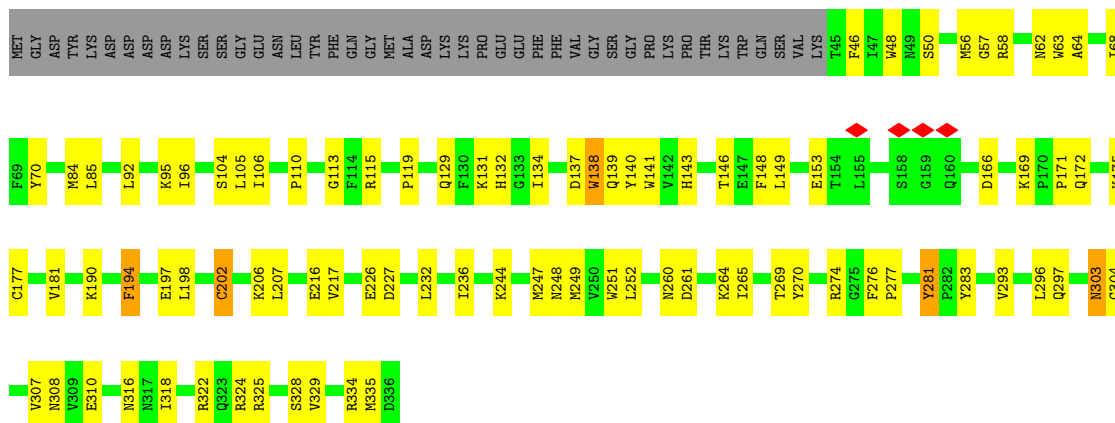 MET GLY ASP TYR LYS ASP ASP ASP ASP LYS SER SER GLY GLU ASN LEU TYR PHE GLN GLY MET ALA ASP LYS LYS PRO GLU GLU PHE PHE VAL GLY SER GLY PRO LYS PRO THR LYS TRP GLN SER VAL LYS T45 F46 I47 W48 N49 S50 M56 G57 R58 N62 W63 A64 I68
F69 Y70 M84 L85 L92 K95 I96 S104 L105 I106 P110 G113 F114 R115 P119 Q129 F130 K131 H132 G133 I134 D137 W138 Q139 Y140 W141 V142 H143 T146 E147 F148 L149 E153 T154 L155 S158 G159 Q160 D166 K169 P170 P171 Q172
C177 V181 K190 F194 E197 L198 C202 K206 L207 E216 V217 E226 D227 L232 I236 K244 M247 N248 M249 V250 W251 L252 N260 D261 K264 I265 T269 Y270 R274 G275 F276 P277 Y281 P282 Y283 V293 L296 Q297 N303
V307 N308 V309 E310 N316 N317 I318 R322 Q323 R324 R325 S328 V329 R334 M335 D336